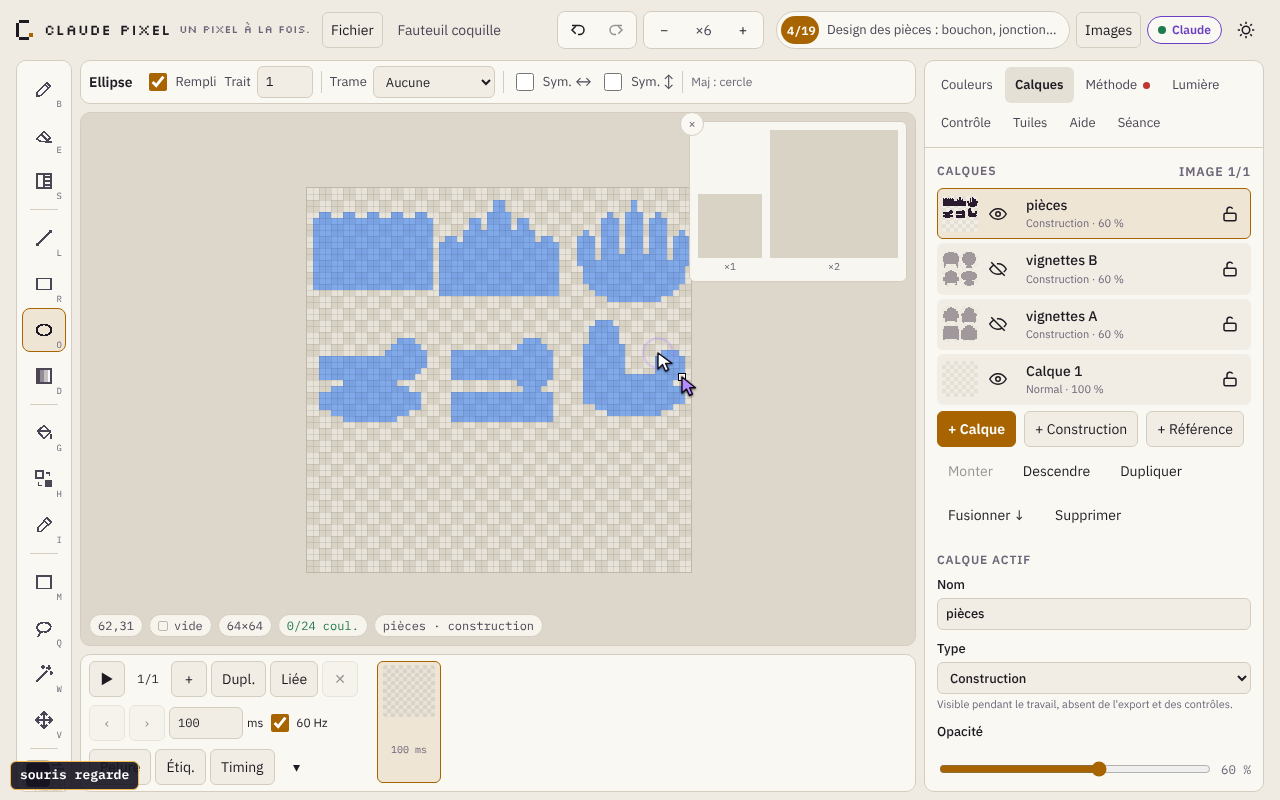 CLAUDE PIXEL UN PIXEL À LA FOIS. Fichier Fauteuil coquille − ×6 + 4/19 Design des pièces : bouchon, jonction… Images Claude
Ellipse Rempli Trait 1 Trame Aucune Sym. ↔ Sym. ↕ Maj : cercle
B
E
S
L
R
O
D
G
H
I
M
Q
W
V
×
×1 ×2
62,31 vide 64×64 0/24 coul. pièces · construction
1/1 + Dupl. Liée ✕
‹ › 100 ms 60 Hz
Étiq. Timing ▼
100 ms
souris regarde
Couleurs Calques Méthode Lumière
Contrôle Tuiles Aide Séance
CALQUES IMAGE 1/1
pièces
Construction · 60 %
vignettes B
Construction · 60 %
vignettes A
Construction · 60 %
Calque 1
Normal · 100 %
+ Calque + Construction + Référence
Monter Descendre Dupliquer
Fusionner ↓ Supprimer
CALQUE ACTIF
Nom
pièces
Type
Construction
Visible pendant le travail, absent de l'export et des contrôles.
Opacité
60 %